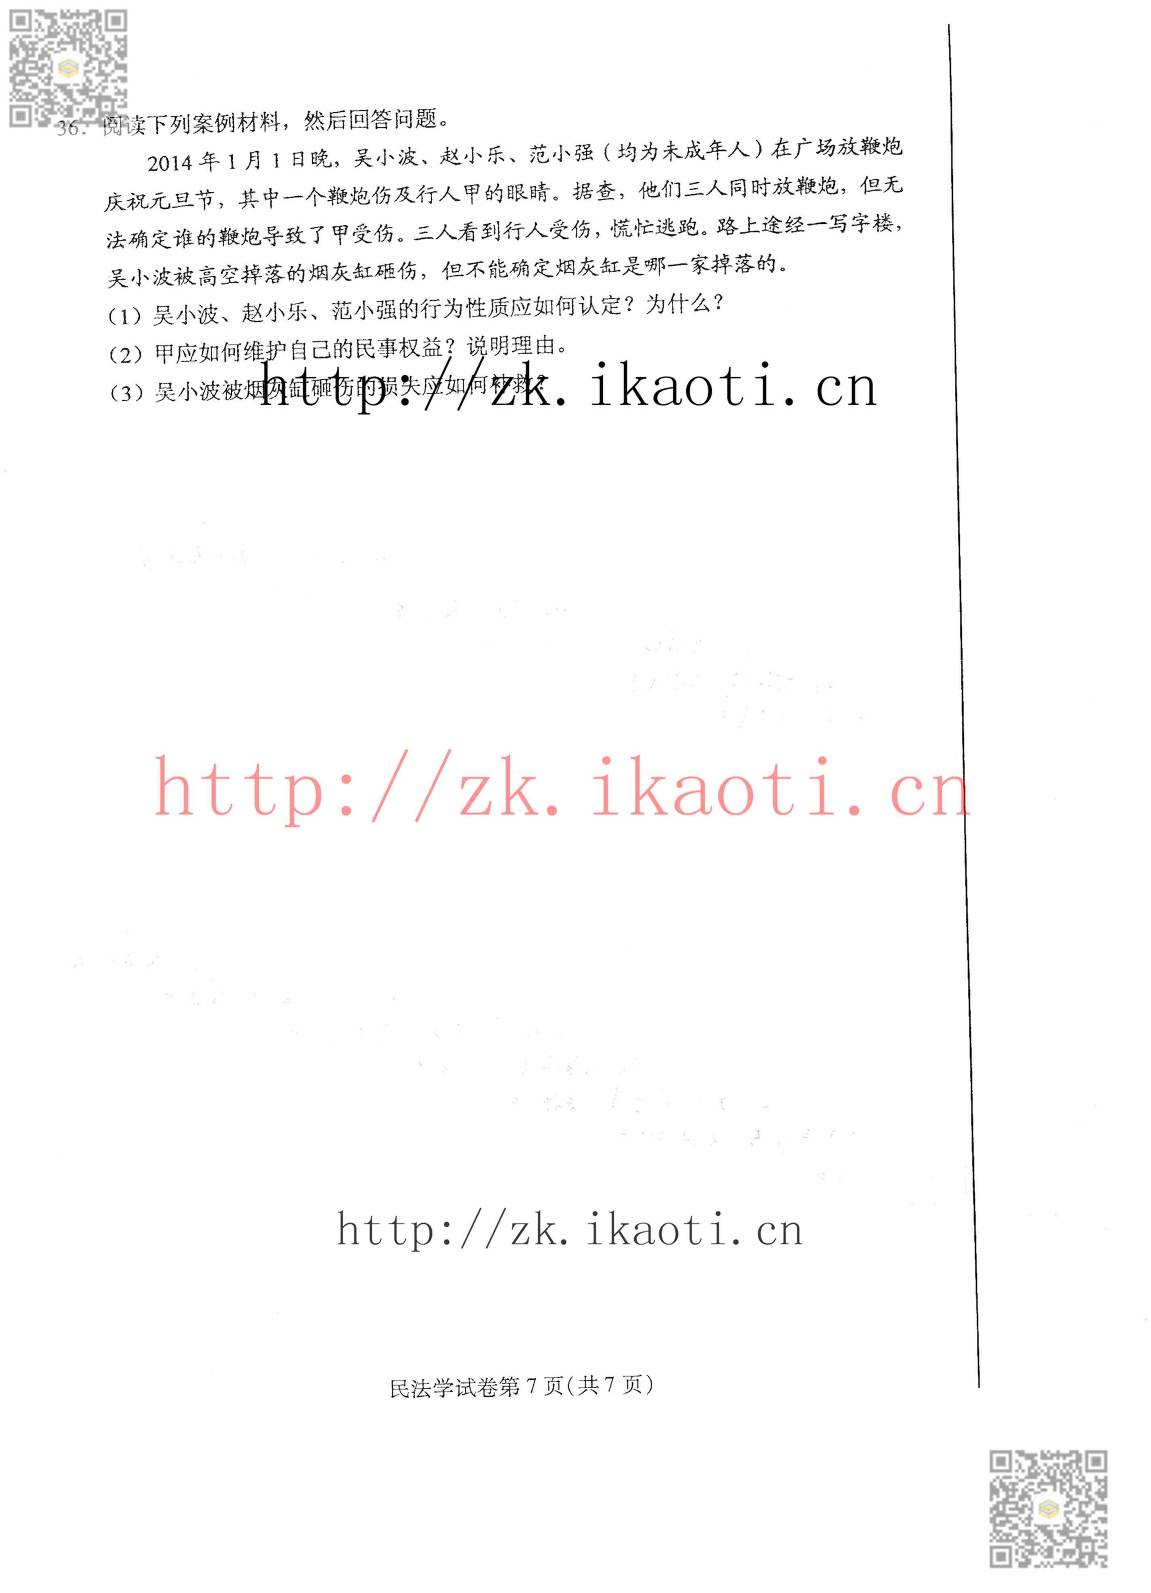 36. 阅读下列案例材料，然后回答问题。
2014 年 1 月 1 日晚，吴小波、赵小乐、范小强（均为未成年人）在广场放鞭炮
庆祝元旦节，其中一个鞭炮伤及行人甲的眼睛。据查，他们三人同时放鞭炮，但无
法确定谁的鞭炮导致了甲受伤。三人看到行人受伤，慌忙逃跑。路上途经一写字楼，
吴小波被高空掉落的烟灰缸砸伤，但不能确定烟灰缸是哪一家掉落的。
（1）吴小波、赵小乐、范小强的行为性质应如何认定？为什么？
（2）甲应如何维护自己的民事权益？说明理由。
（3）吴小波被烟灰缸砸伤的损失应如何补救？
http://zk.ikaoti.cn
http://zk.ikaoti.cn
http://zk.ikaoti.cn
民法学试卷第 7 页（共 7 页）